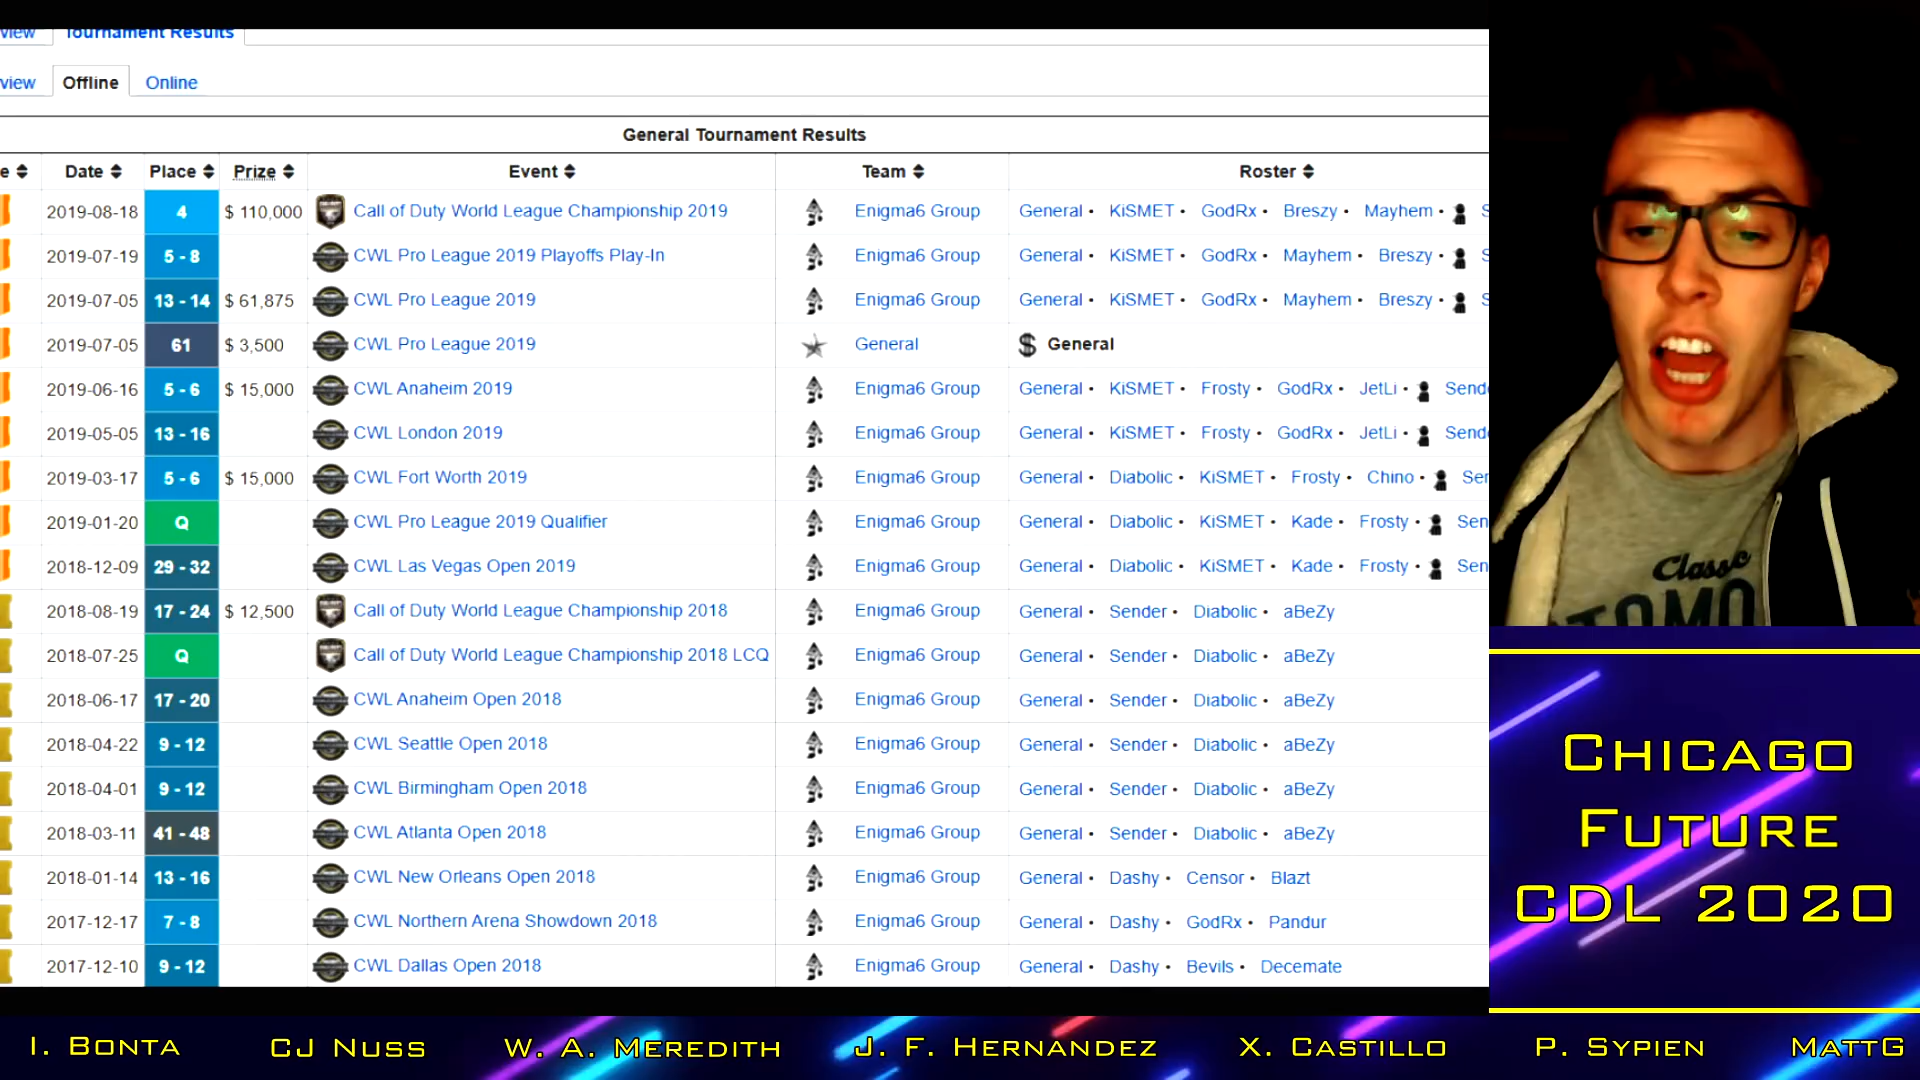 view Tournament Results
view Offline Online
General Tournament Results
e Date Place Prize Event Team Roster
2019-08-18 4 $ 110,000 Call of Duty World League Championship 2019 Enigma6 Group General • KiSMET • GodRx • Breszy • Mayhem • S
2019-07-19 5 - 8 CWL Pro League 2019 Playoffs Play-In Enigma6 Group General • KiSMET • GodRx • Mayhem • Breszy • S
2019-07-05 13 - 14 $ 61,875 CWL Pro League 2019 Enigma6 Group General • KiSMET • GodRx • Mayhem • Breszy • S
2019-07-05 61 $ 3,500 CWL Pro League 2019 General $ General
2019-06-16 5 - 6 $ 15,000 CWL Anaheim 2019 Enigma6 Group General • KiSMET • Frosty • GodRx • JetLi • Sende
2019-05-05 13 - 16 CWL London 2019 Enigma6 Group General • KiSMET • Frosty • GodRx • JetLi • Sende
2019-03-17 5 - 6 $ 15,000 CWL Fort Worth 2019 Enigma6 Group General • Diabolic • KiSMET • Frosty • Chino • Sen
2019-01-20 Q CWL Pro League 2019 Qualifier Enigma6 Group General • Diabolic • KiSMET • Kade • Frosty • Sen
2018-12-09 29 - 32 CWL Las Vegas Open 2019 Enigma6 Group General • Diabolic • KiSMET • Kade • Frosty • Sen
2018-08-19 17 - 24 $ 12,500 Call of Duty World League Championship 2018 Enigma6 Group General • Sender • Diabolic • aBeZy
2018-07-25 Q Call of Duty World League Championship 2018 LCQ Enigma6 Group General • Sender • Diabolic • aBeZy
2018-06-17 17 - 20 CWL Anaheim Open 2018 Enigma6 Group General • Sender • Diabolic • aBeZy
2018-04-22 9 - 12 CWL Seattle Open 2018 Enigma6 Group General • Sender • Diabolic • aBeZy
2018-04-01 9 - 12 CWL Birmingham Open 2018 Enigma6 Group General • Sender • Diabolic • aBeZy
2018-03-11 41 - 48 CWL Atlanta Open 2018 Enigma6 Group General • Sender • Diabolic • aBeZy
2018-01-14 13 - 16 CWL New Orleans Open 2018 Enigma6 Group General • Dashy • Censor • Blazt
2017-12-17 7 - 8 CWL Northern Arena Showdown 2018 Enigma6 Group General • Dashy • GodRx • Pandur
2017-12-10 9 - 12 CWL Dallas Open 2018 Enigma6 Group General • Dashy • Bevils • Decemate
Classic
Chicago
Future
CDL 2020
I. Bonta CJ Nuss W. A. Meredith J. F. Hernandez X. Castillo P. Sypien MattG